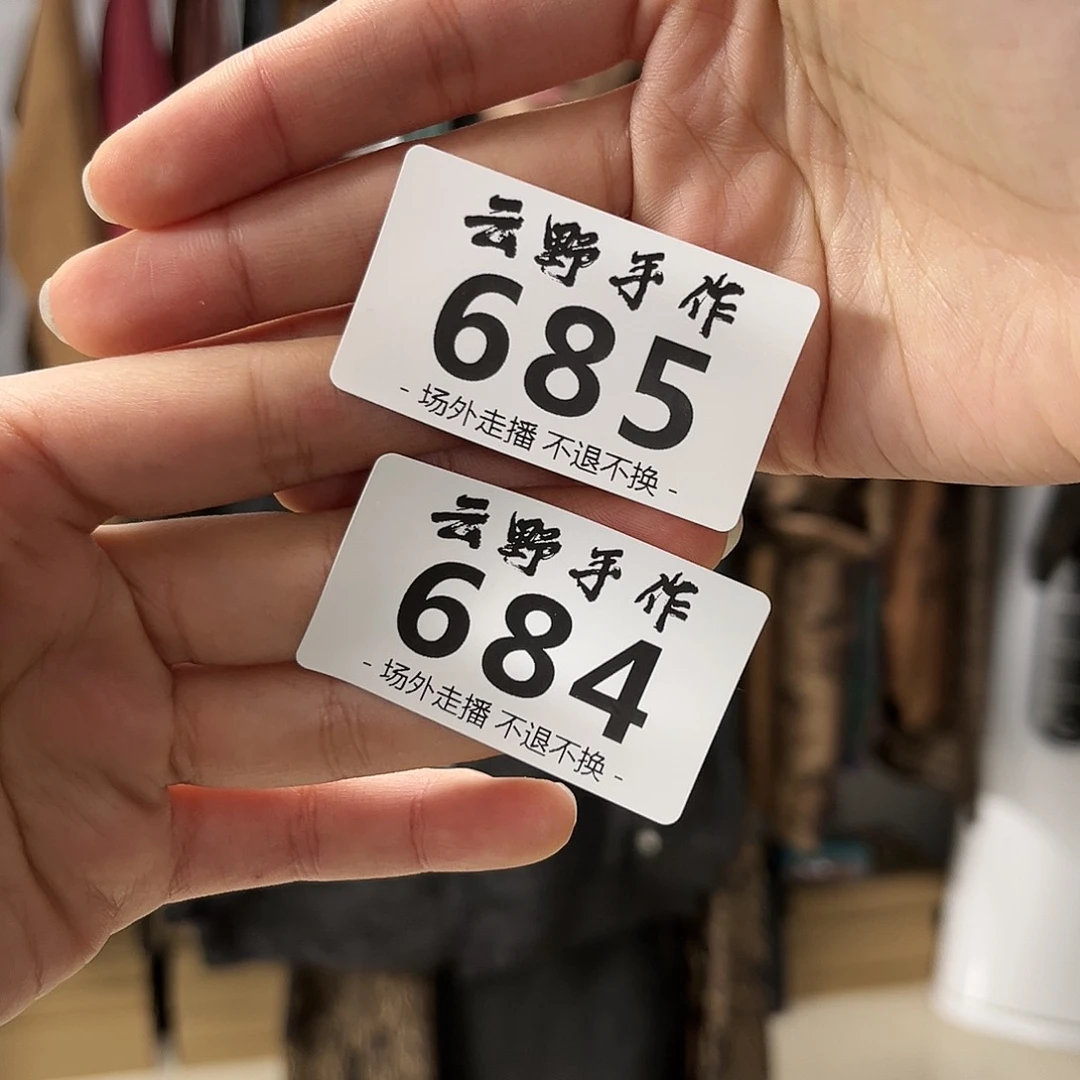 云野手作
685
- 场外走播 不退不换 -
云野手作
684
- 场外走播 不退不换 -